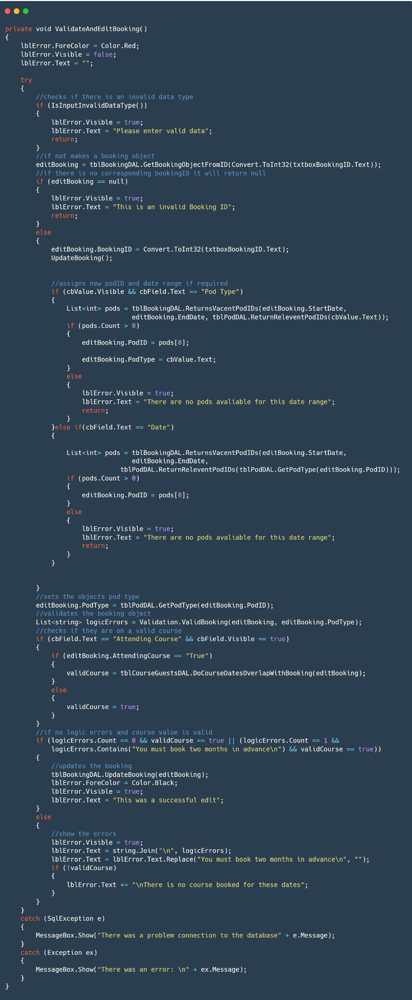 private void ValidateAndEditBooking()
{
    lblError.ForeColor = Color.Red;
    lblError.Visible = false;
    lblError.Text = "";

    try
    {
        //checks if there is an invalid data type
        if (IsInputInvalidDataType())
        {
            lblError.Visible = true;
            lblError.Text = "Please enter valid data";
            return;
        }
        //if not makes a booking object
        editBooking = tblBookingDAL.GetBookingObjectFromID(Convert.ToInt32(txtboxBookingID.Text));
        //if there is no corresponding bookingID it will return null
        if (editBooking == null)
        {
            lblError.Visible = true;
            lblError.Text = "This is an invalid Booking ID";
            return;
        }
        else
        {
            editBooking.BookingID = Convert.ToInt32(txtboxBookingID.Text);
            UpdateBooking();


            //assigns new podID and date range if required
            if (cbValue.Visible && cbField.Text == "Pod Type")
            {
                List<int> pods = tblBookingDAL.ReturnsVacentPodIDs(editBooking.StartDate,
                                 editBooking.EndDate, tblPodDAL.ReturnReleventPodIDs(cbValue.Text));
                if (pods.Count > 0)
                {
                    editBooking.PodID = pods[0];

                    editBooking.PodType = cbValue.Text;
                }
                else
                {
                    lblError.Visible = true;
                    lblError.Text = "There are no pods avaliable for this date range";
                    return;
                }
            }else if(cbField.Text == "Date")
            {

                List<int> pods = tblBookingDAL.ReturnsVacentPodIDs(editBooking.StartDate,
                                 editBooking.EndDate,
                              tblPodDAL.ReturnReleventPodIDs(tblPodDAL.GetPodType(editBooking.PodID)));
                if (pods.Count > 0)
                {
                    editBooking.PodID = pods[0];
                }
                else
                {
                    lblError.Visible = true;
                    lblError.Text = "There are no pods avaliable for this date range";
                    return;
                }
            }


        }
        //sets the objects pod type
        editBooking.PodType = tblPodDAL.GetPodType(editBooking.PodID);
        //validates the booking object
        List<string> logicErrors = Validation.ValidBooking(editBooking, editBooking.PodType);
        //checks if they are on a valid course
        if (cbField.Text == "Attending Course" && cbField.Visible == true)
        {
            if (editBooking.AttendingCourse == "True")
            {
                validCourse = tblCourseGuestsDAL.DoCourseDatesOverlapWithBooking(editBooking);
            }
            else
            {
                validCourse = true;
            }
        }
        //if no logic errors and course value is valid
        if (logicErrors.Count == 0 && validCourse == true || (logicErrors.Count == 1 &&
            logicErrors.Contains("You must book two months in advance\n") && validCourse == true))
        {
            //updates the booking
            tblBookingDAL.UpdateBooking(editBooking);
            lblError.ForeColor = Color.Black;
            lblError.Visible = true;
            lblError.Text = "This was a successful edit";
        }
        else
        {
            //show the errors
            lblError.Visible = true;
            lblError.Text = string.Join("\n", logicErrors);
            lblError.Text = lblError.Text.Replace("You must book two months in advance\n", "");
            if (!validCourse)
            {
                lblError.Text += "\nThere is no course booked for these dates";
            }
        }
    }
    catch (SqlException e)
    {
        MessageBox.Show("There was a problem connection to the database" + e.Message);
    }
    catch (Exception ex)
    {
        MessageBox.Show("There was an error: \n" + ex.Message);
    }
}